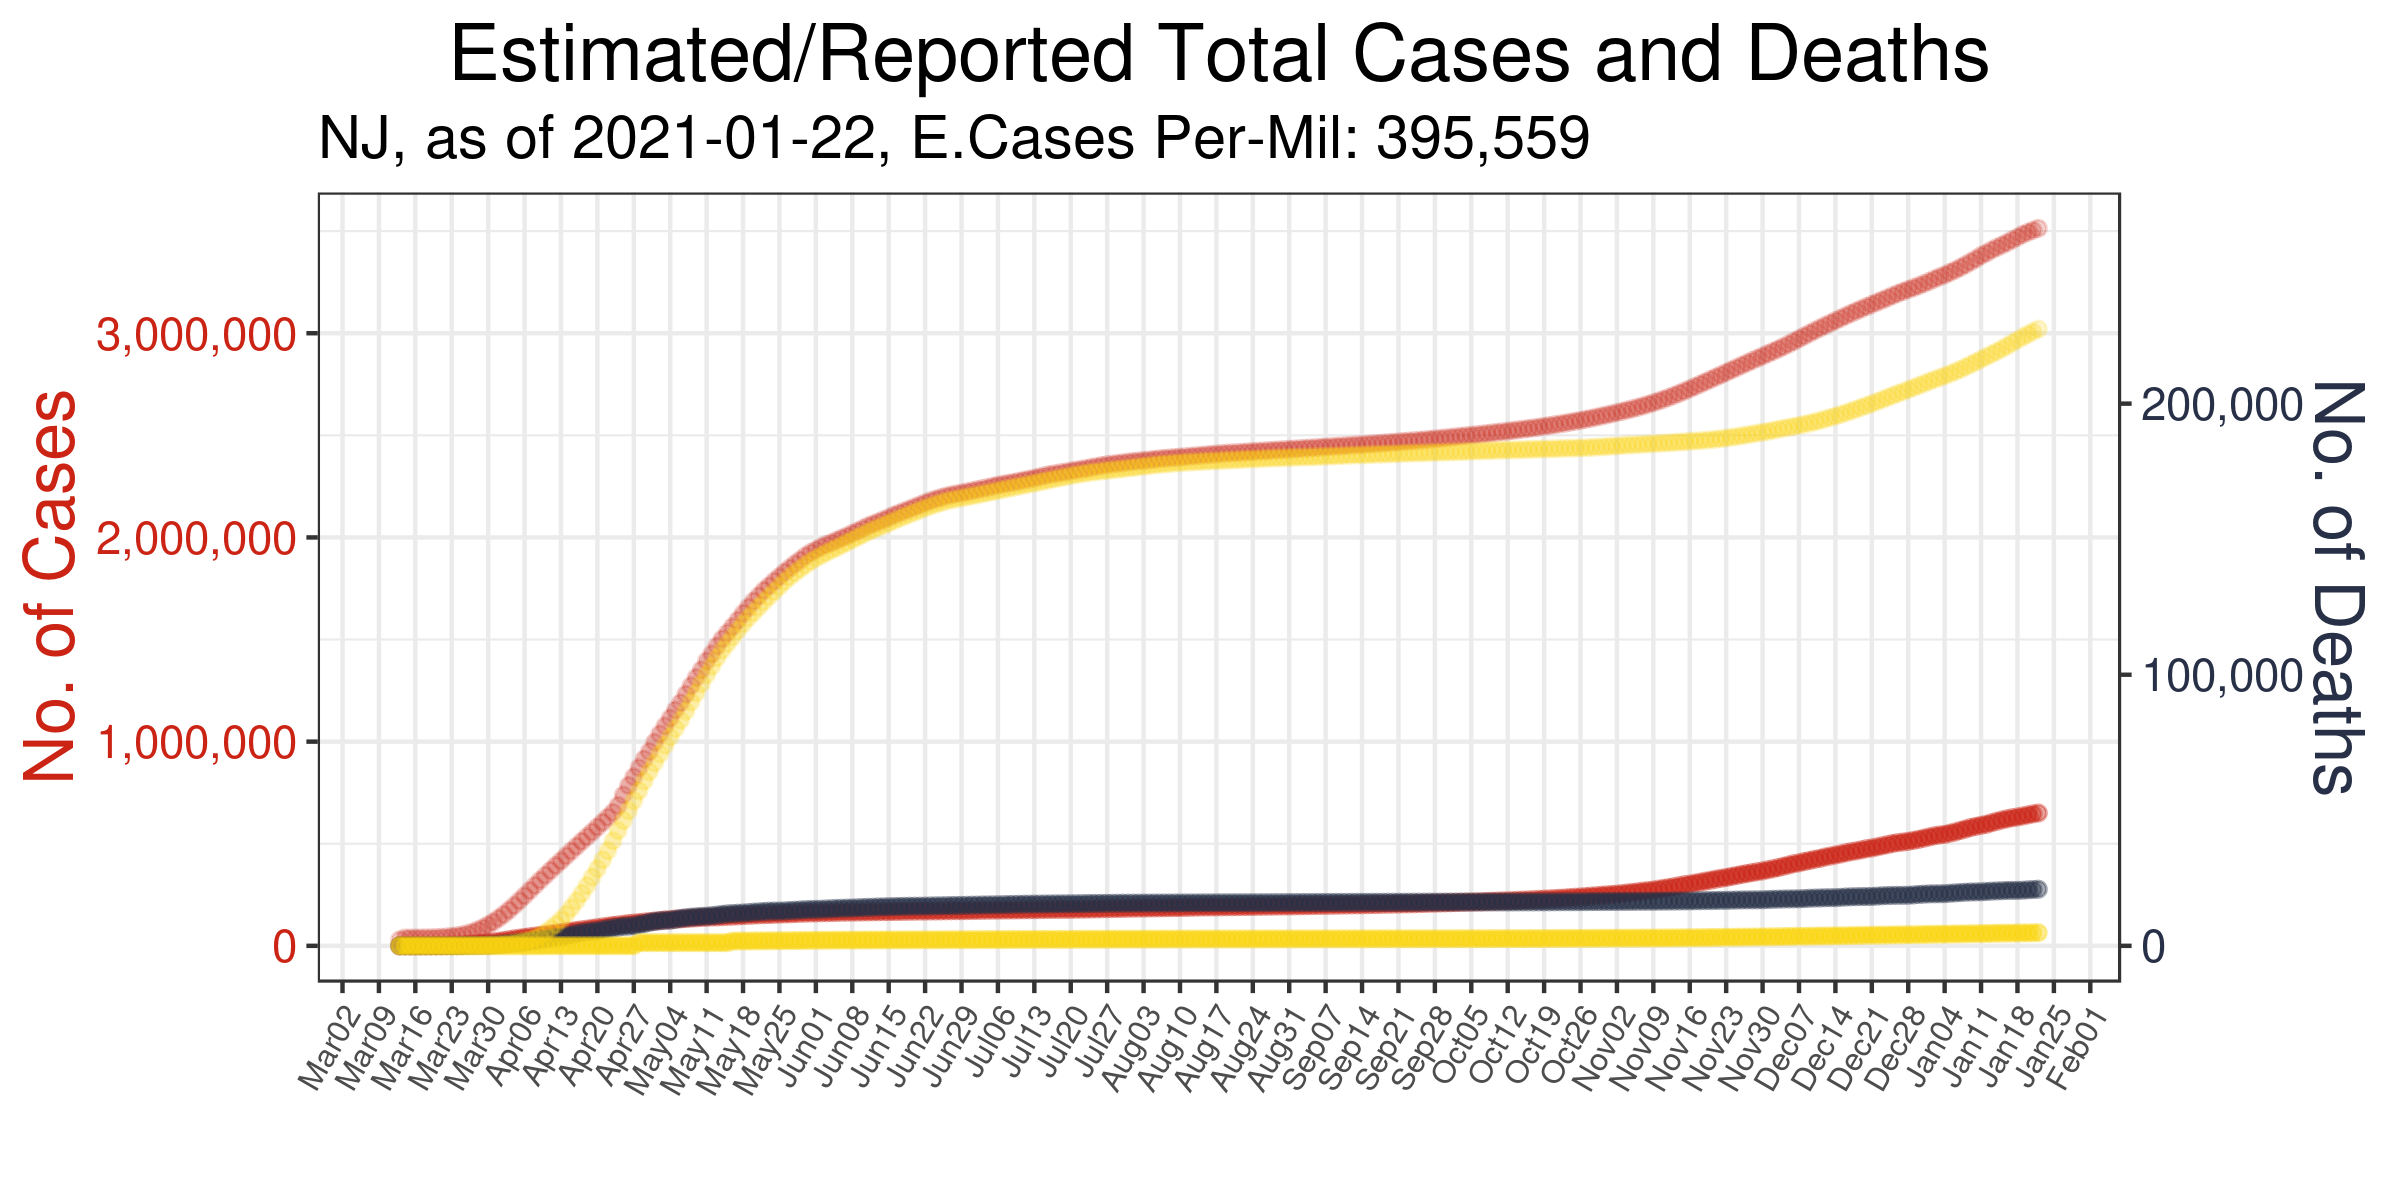 Estimated/Reported Total Cases and Deaths
NJ, as of 2021-01-22, E.Cases Per-Mil: 395,559
No. of Cases
3,000,000
2,000,000
1,000,000
0
200,000
100,000
0
No. of Deaths
Mar02 Mar09 Mar16 Mar23 Mar30 Apr06 Apr13 Apr20 Apr27 May04 May11 May18 May25 Jun01 Jun08 Jun15 Jun22 Jun29 Jul06 Jul13 Jul20 Jul27 Aug03 Aug10 Aug17 Aug24 Aug31 Sep07 Sep14 Sep21 Sep28 Oct05 Oct12 Oct19 Oct26 Nov02 Nov09 Nov16 Nov23 Nov30 Dec07 Dec14 Dec21 Dec28 Jan04 Jan11 Jan18 Jan25 Feb01